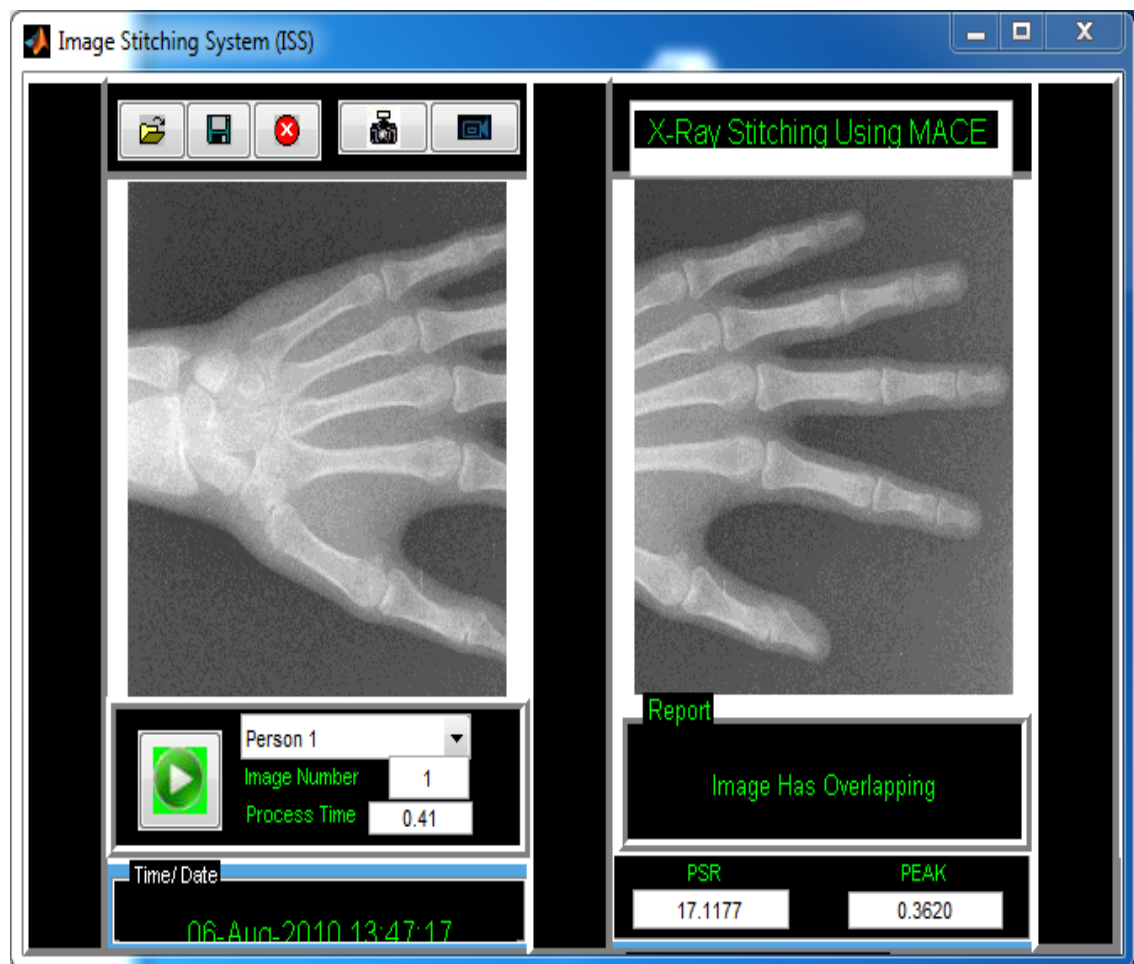 Image Stitching System (ISS)
X-Ray Stitching Using MACE
Person 1
Image Number 1
Process Time 0.41
Time/ Date
06-Aug-2010 13:47:17
Report
Image Has Overlapping
PSR PEAK
17.1177 0.3620